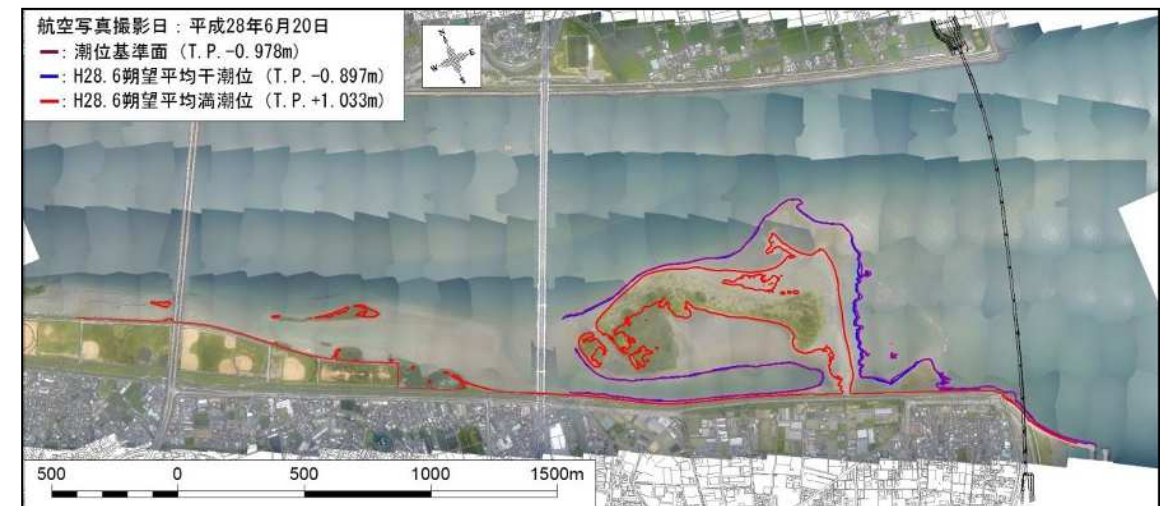 航空写真撮影日：平成28年6月20日
―：潮位基準面（T.P.-0.978m）
―：H28.6朔望平均干潮位（T.P.-0.897m）
―：H28.6朔望平均満潮位（T.P.+1.033m）
N
W E
S
500 0 500 1000 1500m